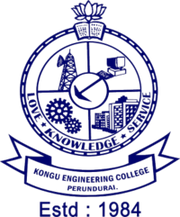 LOVE • KNOWLEDGE • SERVICE
KONGU ENGINEERING COLLEGE
PERUNDURAI.
Estd : 1984